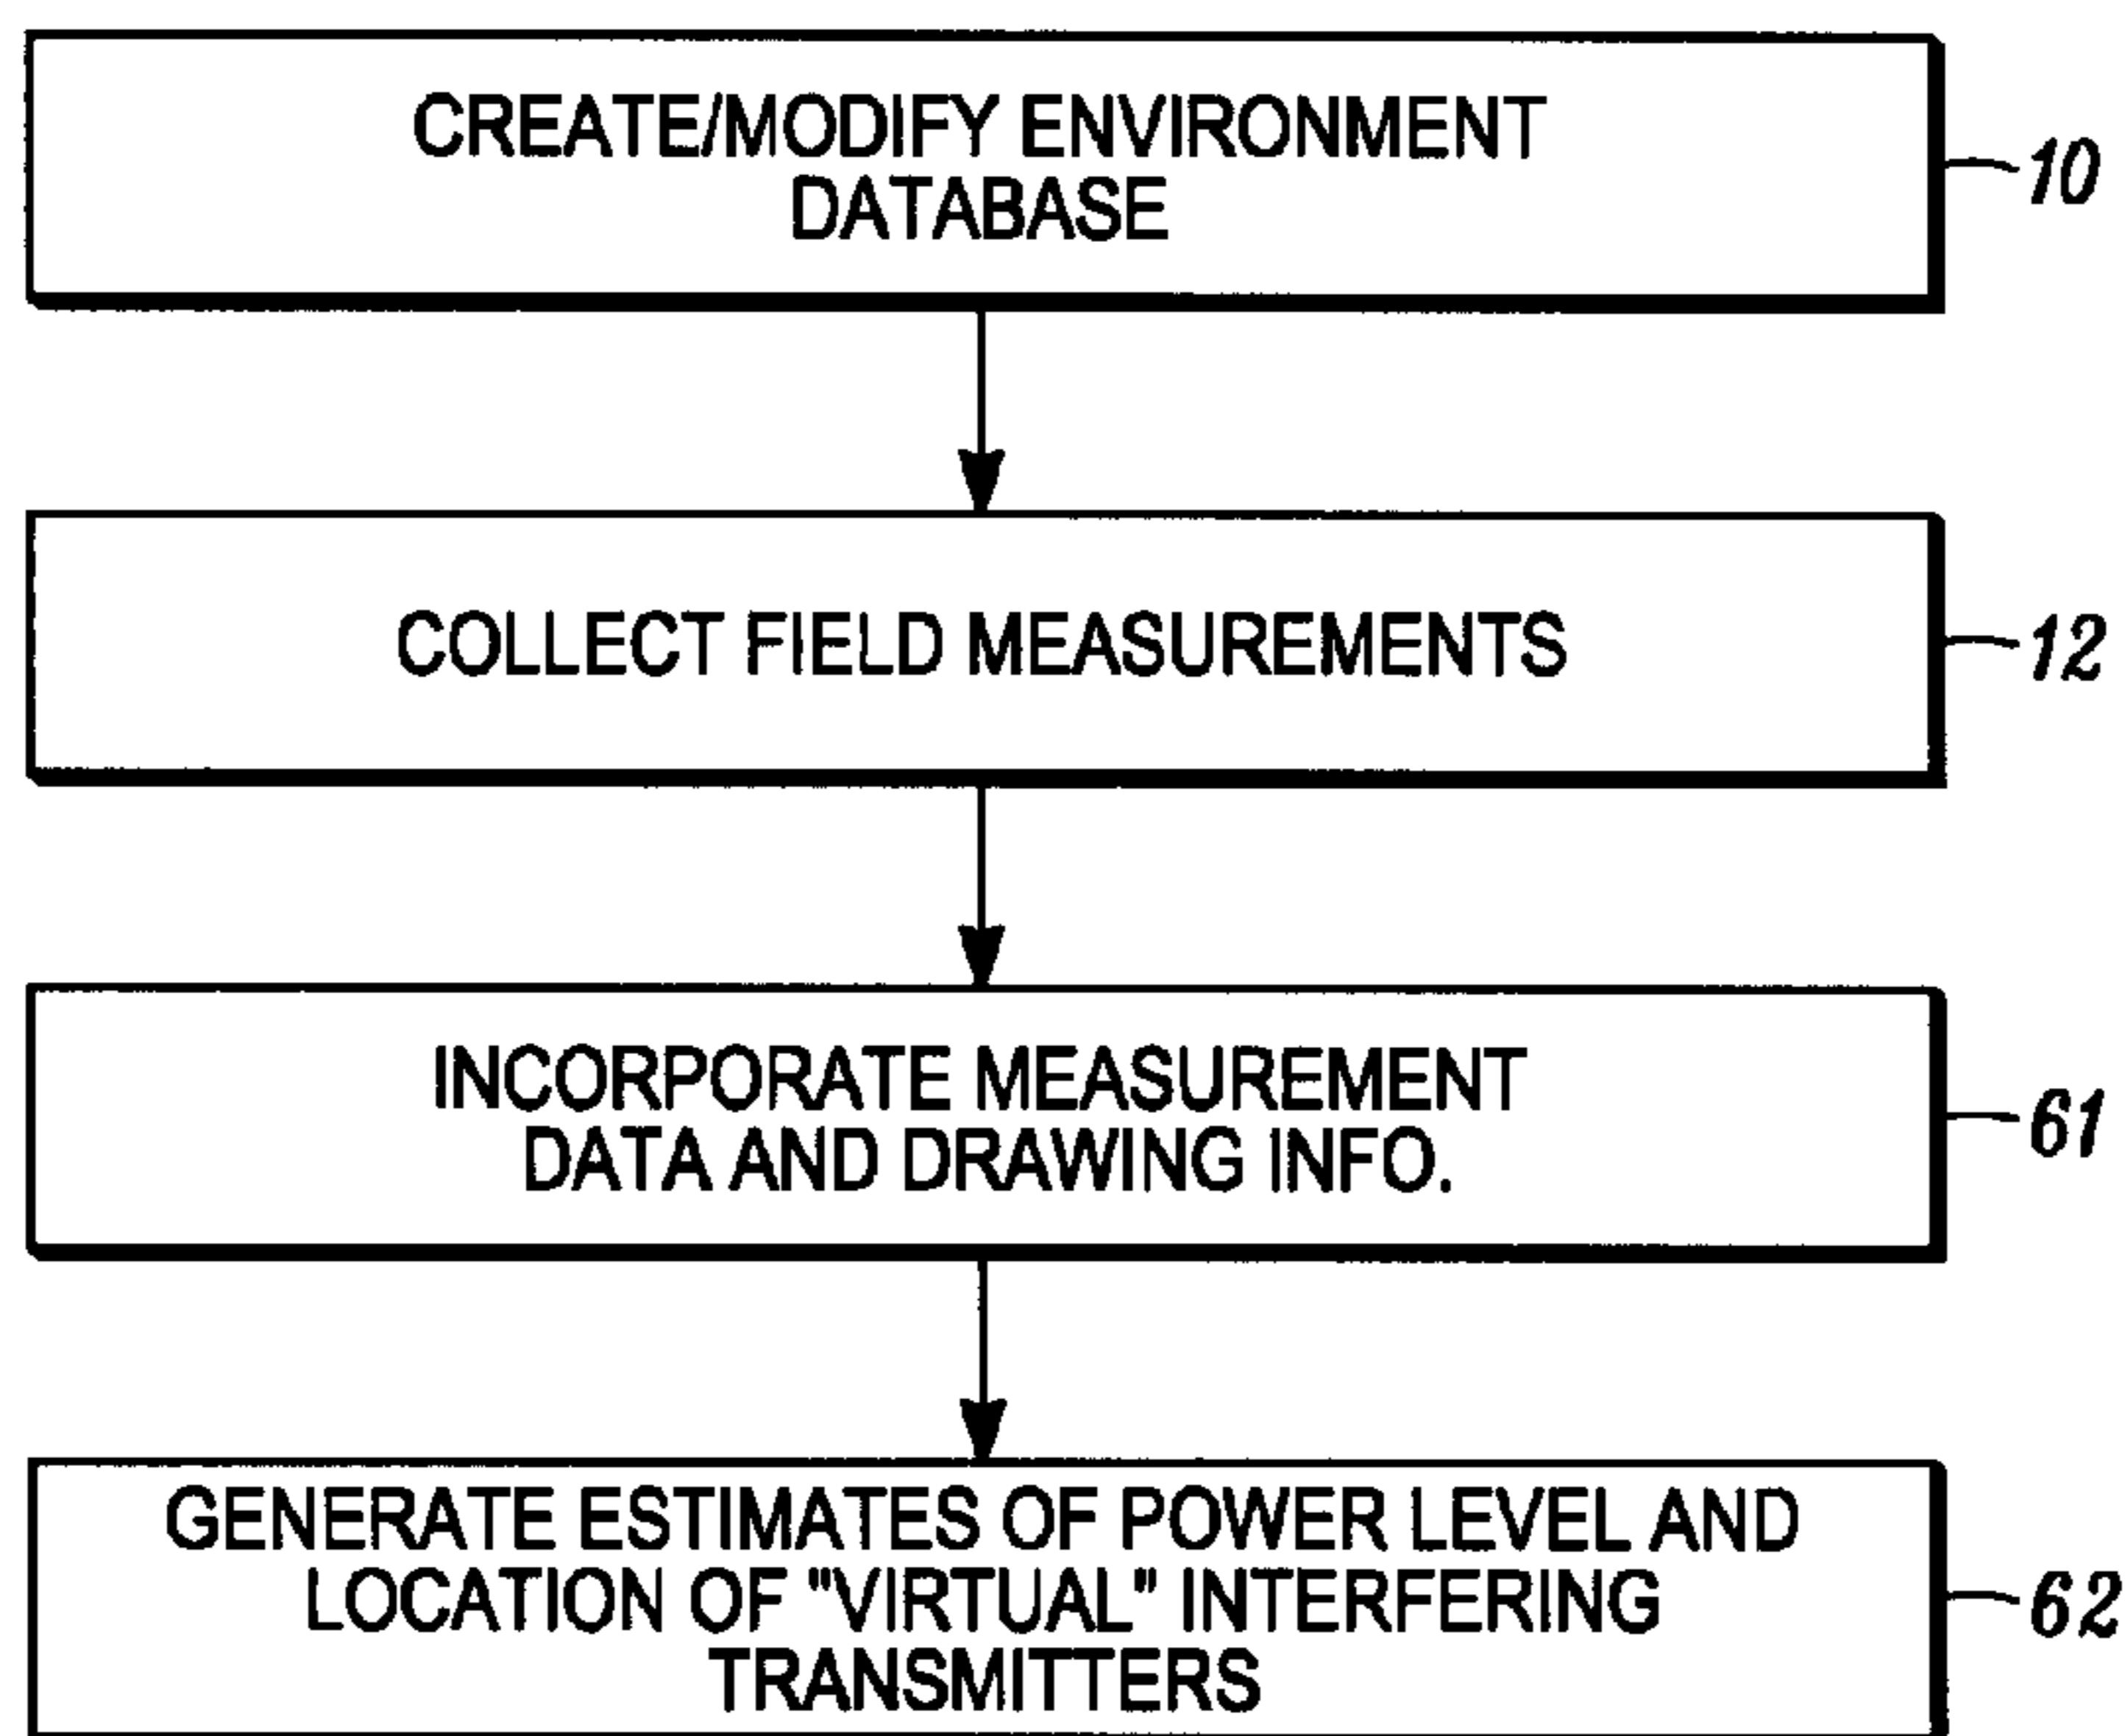 CREATE/MODIFY ENVIRONMENT
DATABASE
10
COLLECT FIELD MEASUREMENTS
12
INCORPORATE MEASUREMENT
DATA AND DRAWING INFO.
61
GENERATE ESTIMATES OF POWER LEVEL AND
LOCATION OF "VIRTUAL" INTERFERING
TRANSMITTERS
62